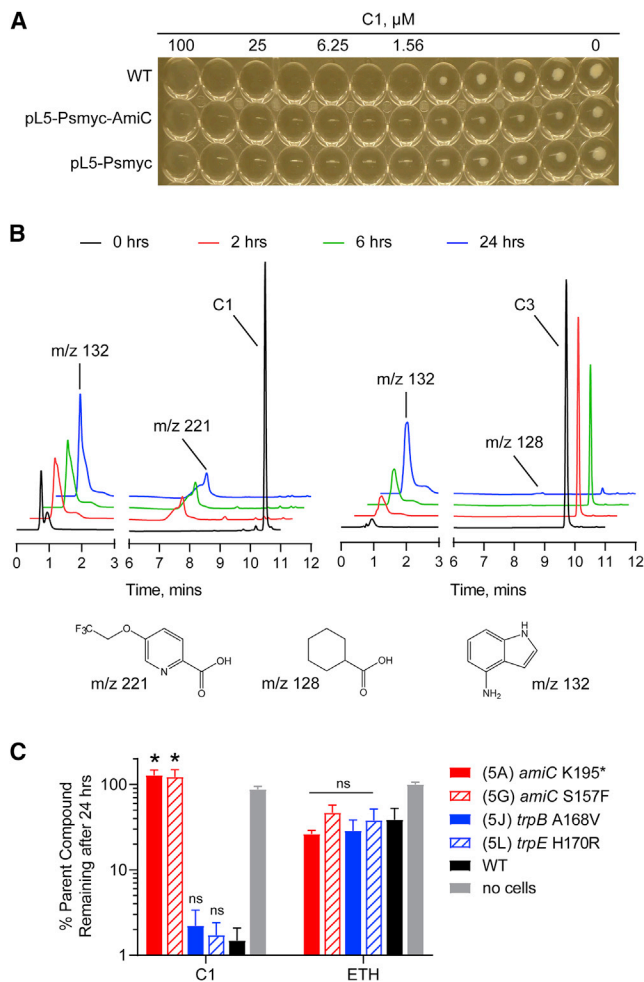 A
C1, µM
100 25 6.25 1.56 0
WT
pL5-Psmyc-AmiC
pL5-Psmyc
B
0 hrs 2 hrs 6 hrs 24 hrs
C1
m/z 132
m/z 221
C3
m/z 132
m/z 128
0 1 2 3 6 7 8 9 10 11 12 0 1 2 3 6 7 8 9 10 11 12
Time, mins Time, mins
F3C O N OH O
m/z 221
OH O
m/z 128
H N NH2
m/z 132
C
% Parent Compound
Remaining after 24 hrs
100
10
1
* *
ns ns
ns
C1 ETH
(5A) amiC K195*
(5G) amiC S157F
(5J) trpB A168V
(5L) trpE H170R
WT
no cells